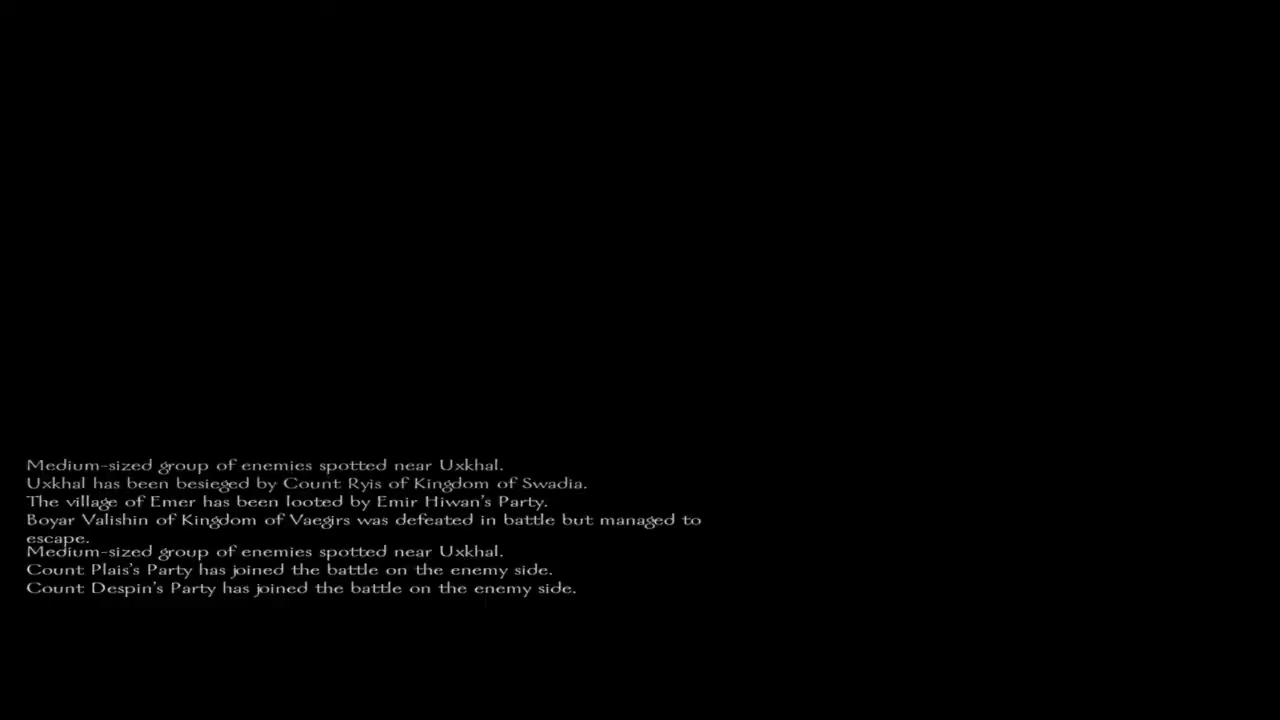 Medium-sized group of enemies spotted near Uxkhal.
Uxkhal has been besieged by Count Ryis of Kingdom of Swadia.
The village of Emer has been looted by Emir Hiwan's Party.
Boyar Valishin of Kingdom of Vaegirs was defeated in battle but managed to
escape.
Medium-sized group of enemies spotted near Uxkhal.
Count Plais's Party has joined the battle on the enemy side.
Count Despin's Party has joined the battle on the enemy side.